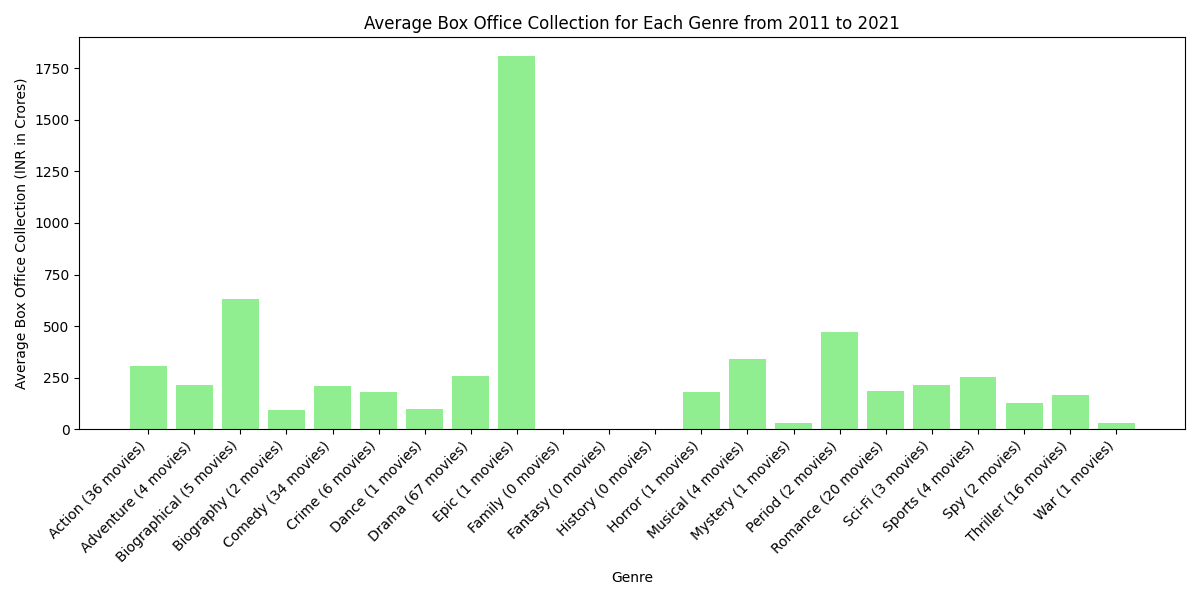 Average Box Office Collection for Each Genre from 2011 to 2021
Average Box Office Collection (INR in Crores)
1750
1500
1250
1000
750
500
250
0
Action (36 movies)
Adventure (4 movies)
Biographical (5 movies)
Biography (2 movies)
Comedy (34 movies)
Crime (6 movies)
Dance (1 movies)
Drama (67 movies)
Epic (1 movies)
Family (0 movies)
Fantasy (0 movies)
History (0 movies)
Horror (1 movies)
Musical (4 movies)
Mystery (1 movies)
Period (2 movies)
Romance (20 movies)
Sci-Fi (3 movies)
Sports (4 movies)
Spy (2 movies)
Thriller (16 movies)
War (1 movies)
Genre